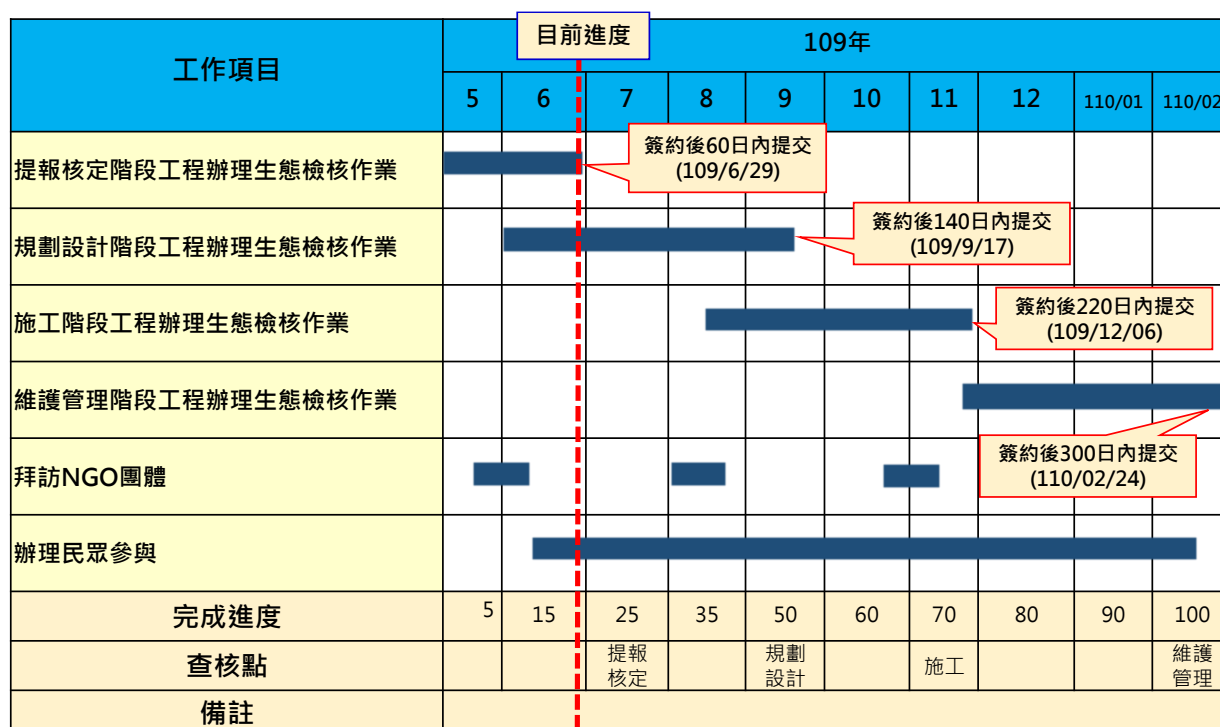 目前進度
工作項目
109年
5 6 7 8 9 10 11 12 110/01 110/02
提報核定階段工程辦理生態檢核作業
簽約後60日內提交
(109/6/29)
規劃設計階段工程辦理生態檢核作業
簽約後140日內提交
(109/9/17)
施工階段工程辦理生態檢核作業
簽約後220日內提交
(109/12/06)
維護管理階段工程辦理生態檢核作業
簽約後300日內提交
(110/02/24)
拜訪NGO團體
辦理民眾參與
完成進度 5 15 25 35 50 60 70 80 90 100
查核點
提報
核定
規劃
設計
施工
維護
管理
備註